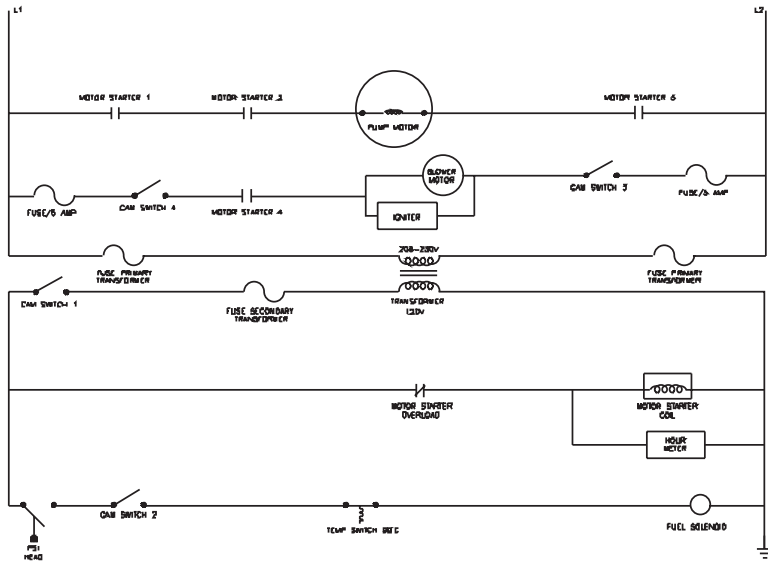 L1
L2
MOTOR STARTER 1
MOTOR STARTER
MOTOR STARTER
PUMP MOTOR
BLOWER
MOTOR
FUSE/5 AMP
CAM SWITCH 4
MOTOR STARTER 4
IGNITER
CAM SWITCH 3
FUSE/ AMP
208-230V
FUSE PRIMARY
TRANSFORMER
FUSE PRIMARY
TRANSFORMER
CAM SWITCH 1
FUSE SECONDARY
TRANSFORMER
TRANSFORMER
120V
MOTOR STARTER
OVERLOAD
MOTOR STARTER
COIL
HOUR
METER
CAM SWITCH 2
TEMP SWITCH
FUEL SOLENOID
PSI
HEAD